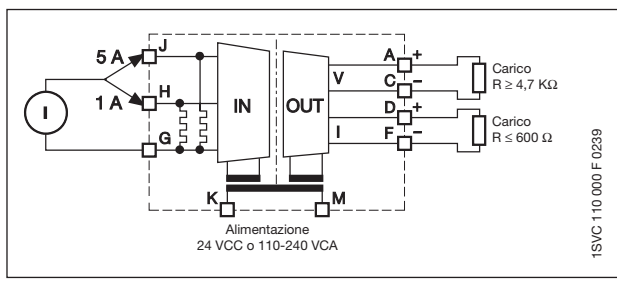 J
5 A
A +
Carico
R ≥ 4,7 KΩ
V
C −
H
1 A
IN
OUT
I
D +
Carico
R ≤ 600 Ω
I
F −
G
K
M
Alimentazione
24 VCC o 110-240 VCA
1SVC 110 000 F 0239